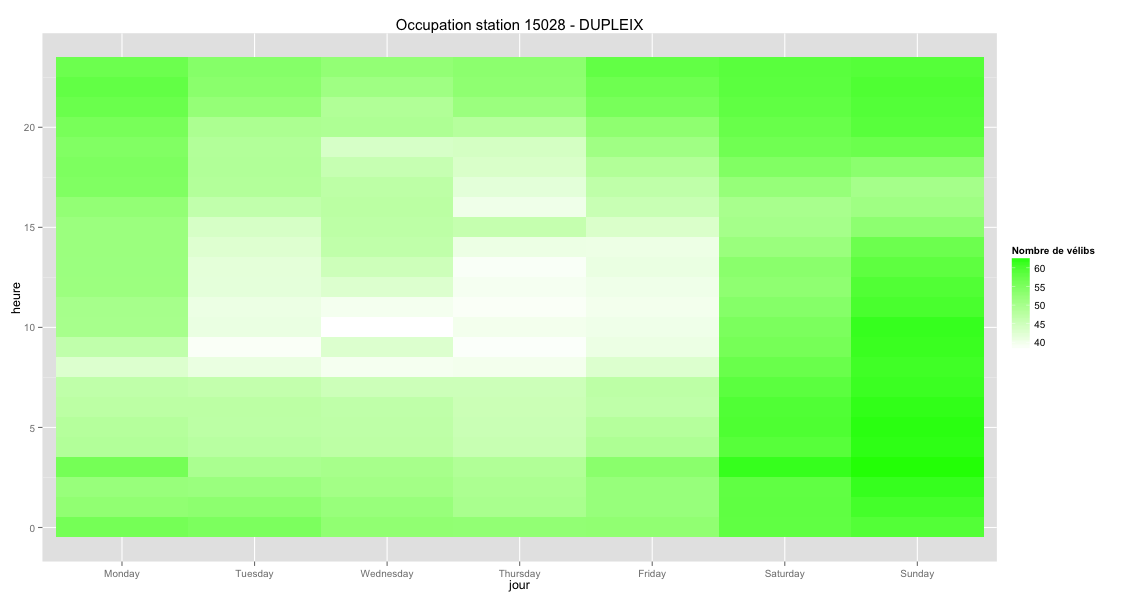 Occupation station 15028 - DUPLEIX
heure
20
15
10
5
0
Monday Tuesday Wednesday Thursday Friday Saturday Sunday
jour
Nombre de vélibs
60
55
50
45
40